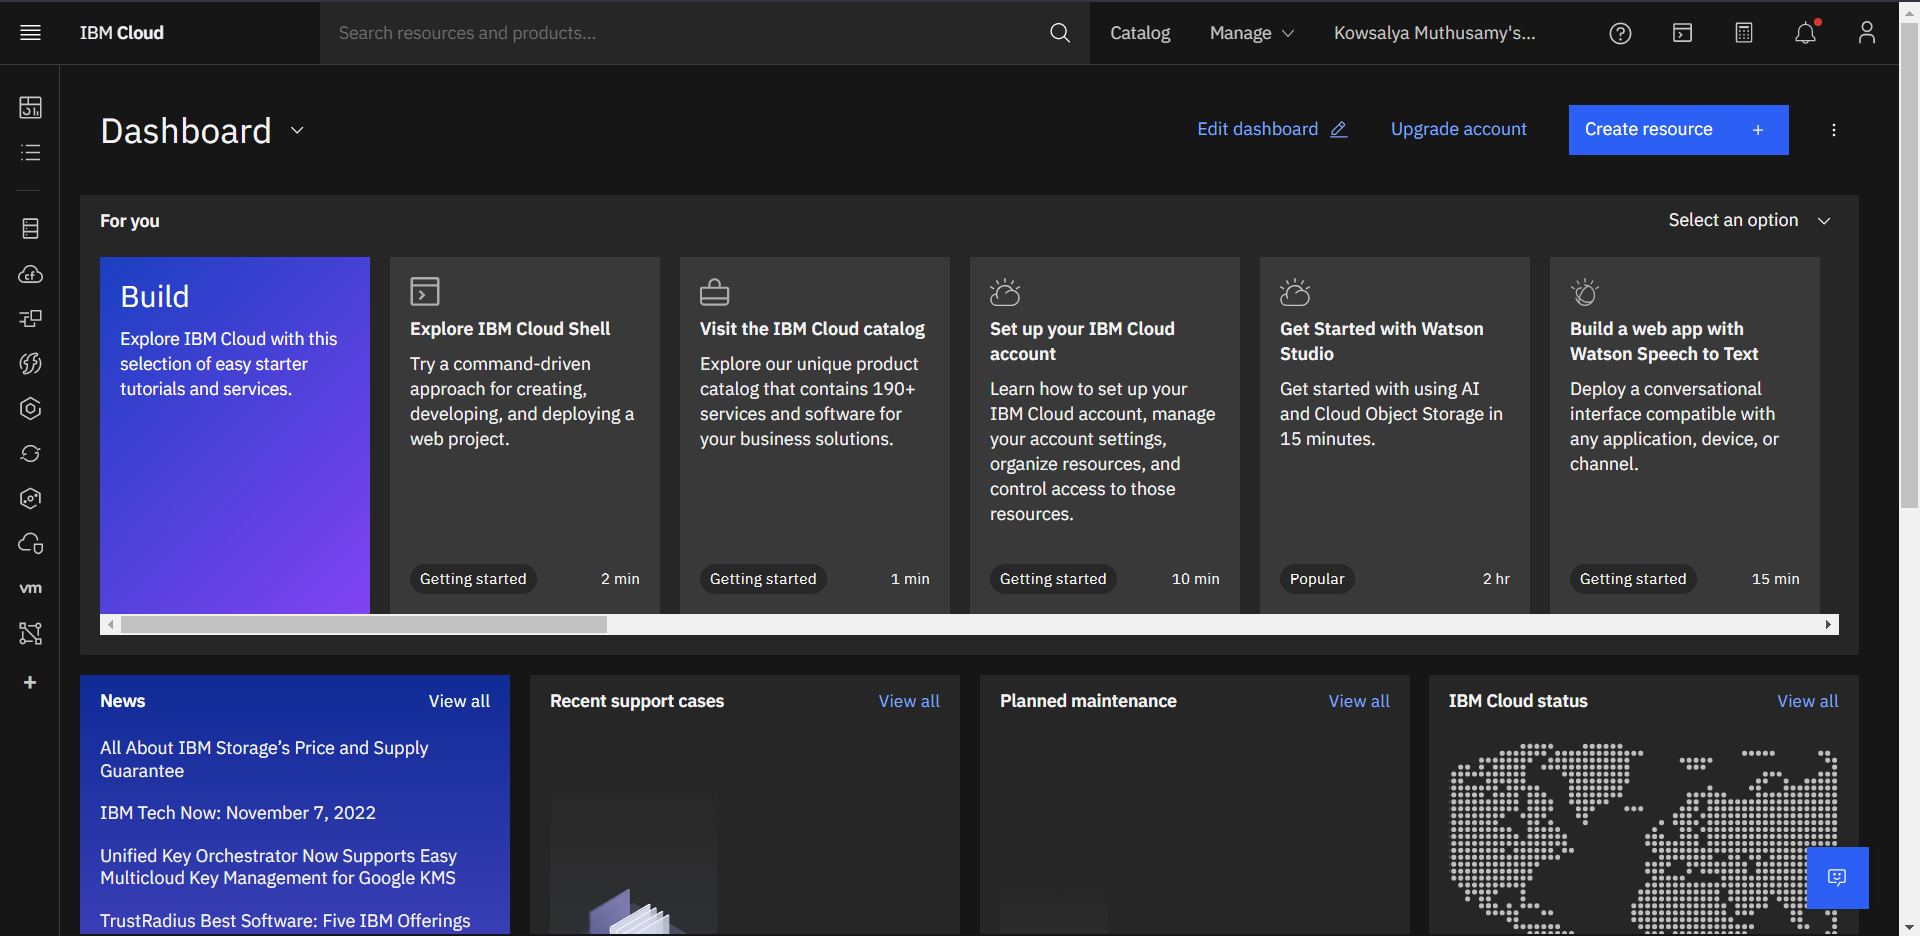 IBM Cloud
Search resources and products...
Catalog
Manage
Kowsalya Muthusamy's...
Dashboard
Edit dashboard
Upgrade account
Create resource +
For you
Select an option
Build
Explore IBM Cloud with this
selection of easy starter
tutorials and services.
Explore IBM Cloud Shell
Try a command-driven
approach for creating,
developing, and deploying a
web project.
Getting started
2 min
Visit the IBM Cloud catalog
Explore our unique product
catalog that contains 190+
services and software for
your business solutions.
Getting started
1 min
Set up your IBM Cloud
account
Learn how to set up your
IBM Cloud account, manage
your account settings,
organize resources, and
control access to those
resources.
Getting started
10 min
Get Started with Watson
Studio
Get started with using AI
and Cloud Object Storage in
15 minutes.
Popular
2 hr
Build a web app with
Watson Speech to Text
Deploy a conversational
interface compatible with
any application, device, or
channel.
Getting started
15 min
cf
vm
+
News
View all
All About IBM Storage’s Price and Supply
Guarantee
IBM Tech Now: November 7, 2022
Unified Key Orchestrator Now Supports Easy
Multicloud Key Management for Google KMS
TrustRadius Best Software: Five IBM Offerings
Recent support cases
View all
Planned maintenance
View all
IBM Cloud status
View all